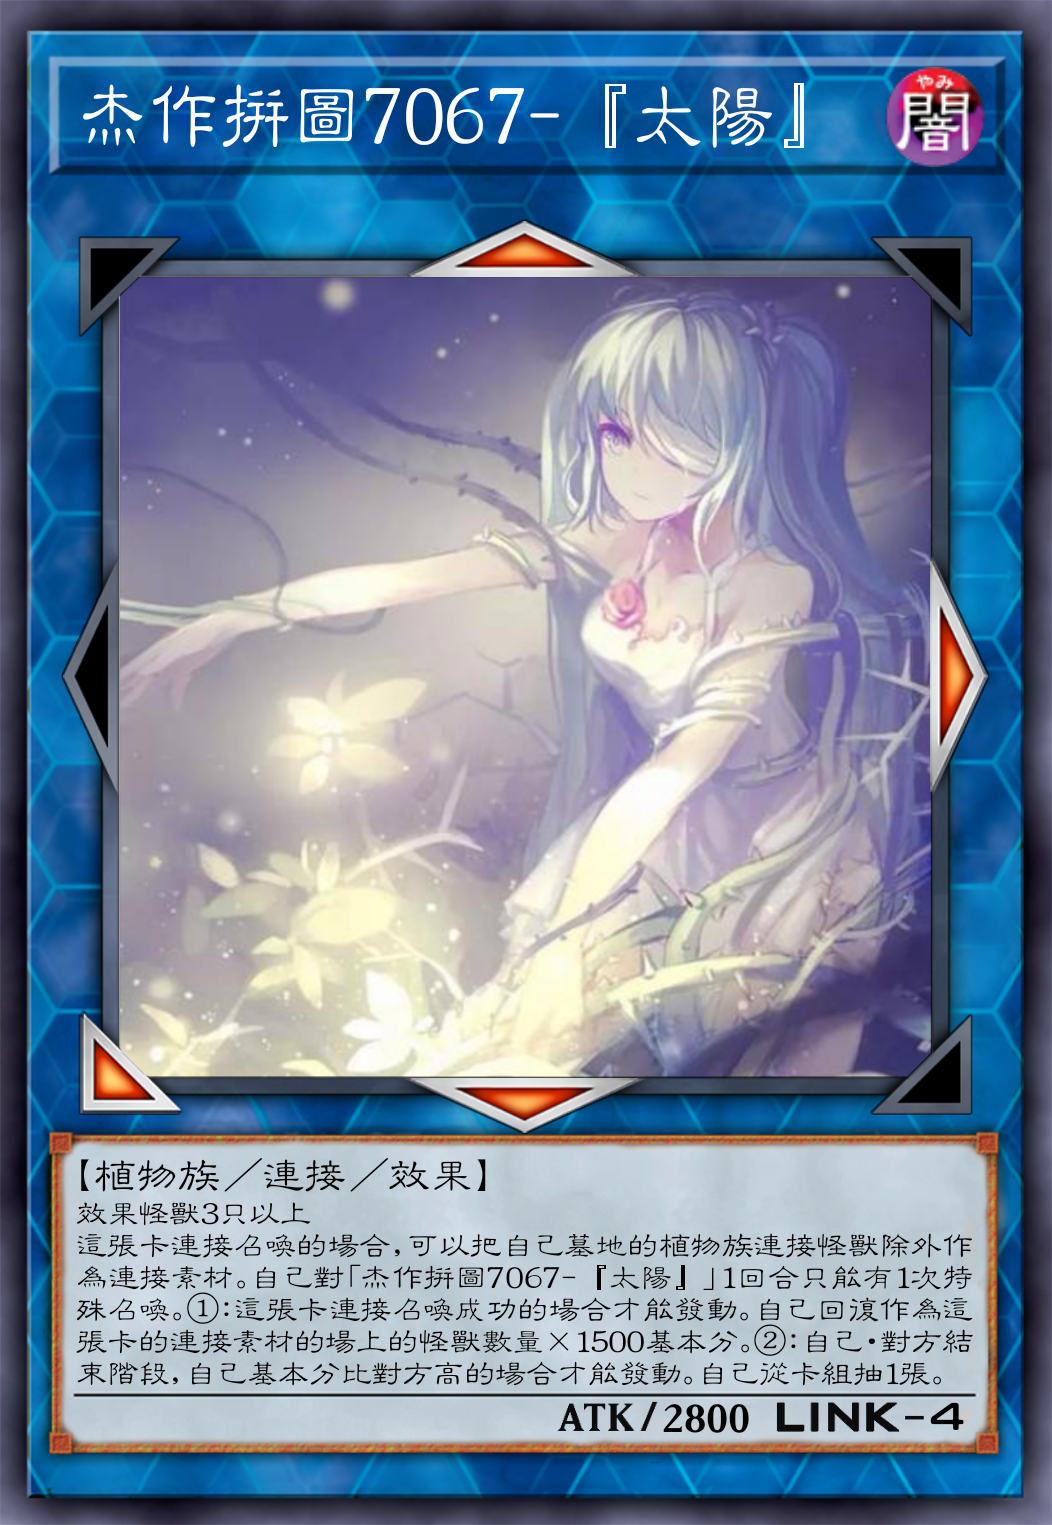 杰作拼圖7067-『太陽』
やみ
闇
【植物族／連接／效果】
效果怪獸3只以上
這張卡連接召喚的場合，可以把自己墓地的植物族連接怪獸除外作
為連接素材。自己對「杰作拼圖7067-『太陽』」1回合只能有1次特
殊召喚。①：這張卡連接召喚成功的場合才能發動。自己回復作為這
張卡的連接素材的場上的怪獸數量×1500基本分。②：自己·對方結
束階段，自己基本分比對方高的場合才能發動。自己從卡組抽1張。
ATK/2800 LINK-4